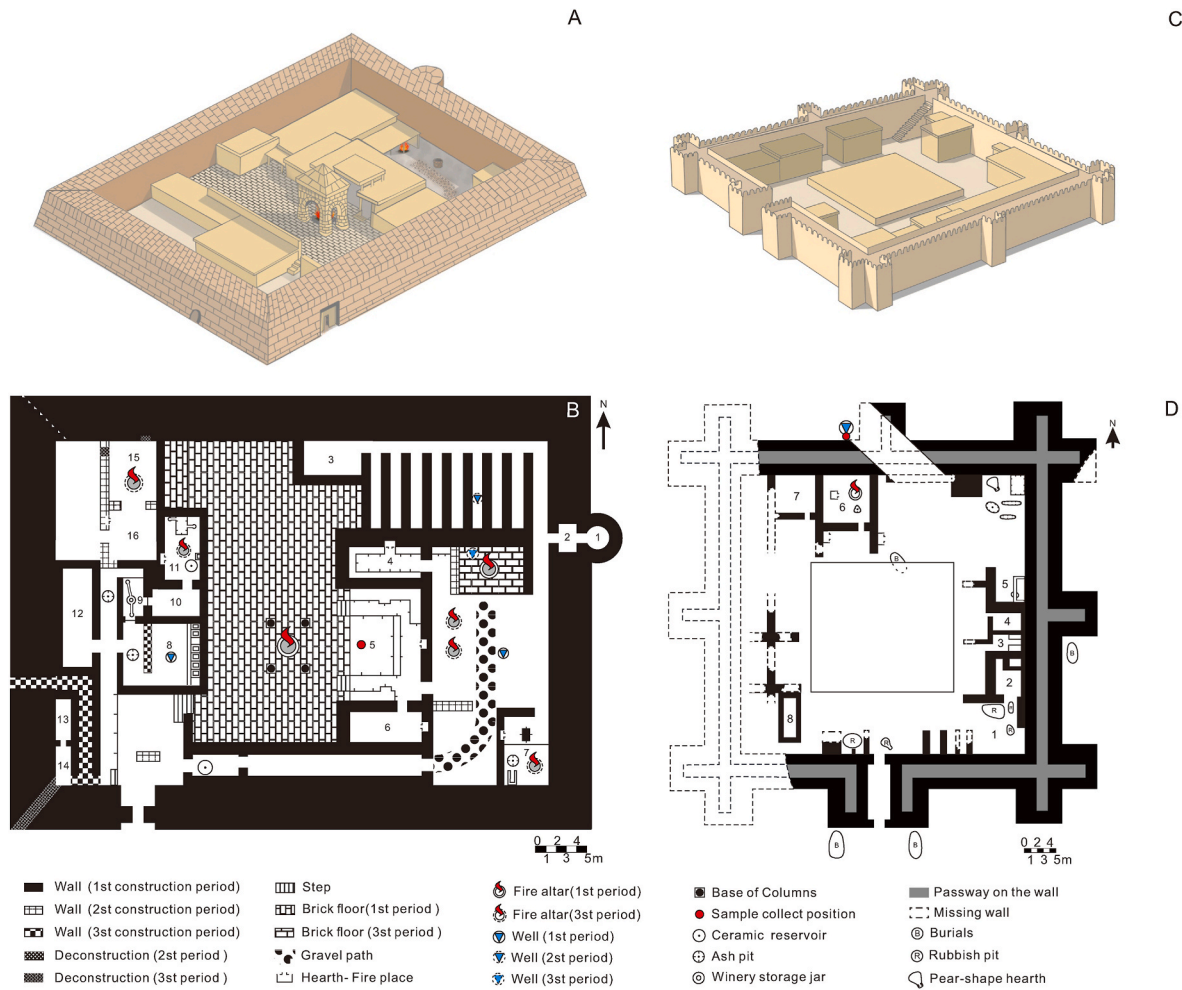 A
C
B
N
D
N
3
15
16
11
10
9
12
8
13
14
4
5
6
7
2
1
0 2 4
1 3 5m
7
6
B
5
4
3
2
B
R
B
R
1
8
R
R
B
B
0 2 4
1 3 5m
Wall (1st construction period)
Wall (2st construction period)
Wall (3st construction period)
Deconstruction (2st period )
Deconstruction (3st period )
Step
Brick floor(1st period )
Brick floor (3st period )
Gravel path
Hearth- Fire place
Fire altar(1st period)
Fire altar(3st period)
Well (1st period)
Well (2st period)
Well (3st period)
Base of Columns
Sample collect position
Ceramic reservoir
Ash pit
Winery storage jar
Passway on the wall
Missing wall
B Burials
R Rubbish pit
Pear-shape hearth